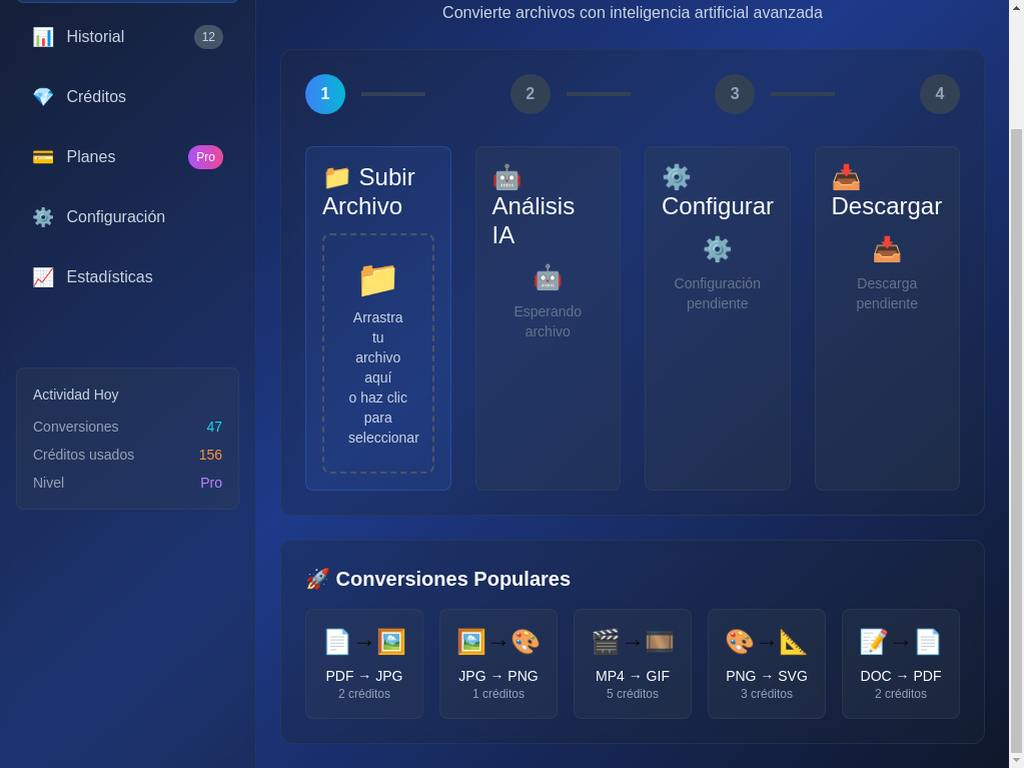 Convierte archivos con inteligencia artificial avanzada
Historial
12
Créditos
Planes
Pro
Configuración
Estadísticas
Actividad Hoy
Conversiones
47
Créditos usados
156
Nivel
Pro
1
2
3
4
Subir
Archivo
Arrastra
tu
archivo
aquí
o haz clic
para
seleccionar
Análisis
IA
Esperando
archivo
Configurar
Configuración
pendiente
Descargar
Descarga
pendiente
Conversiones Populares
→
PDF → JPG
2 créditos
→
JPG → PNG
1 créditos
→
MP4 → GIF
5 créditos
→
PNG → SVG
3 créditos
→
DOC → PDF
2 créditos